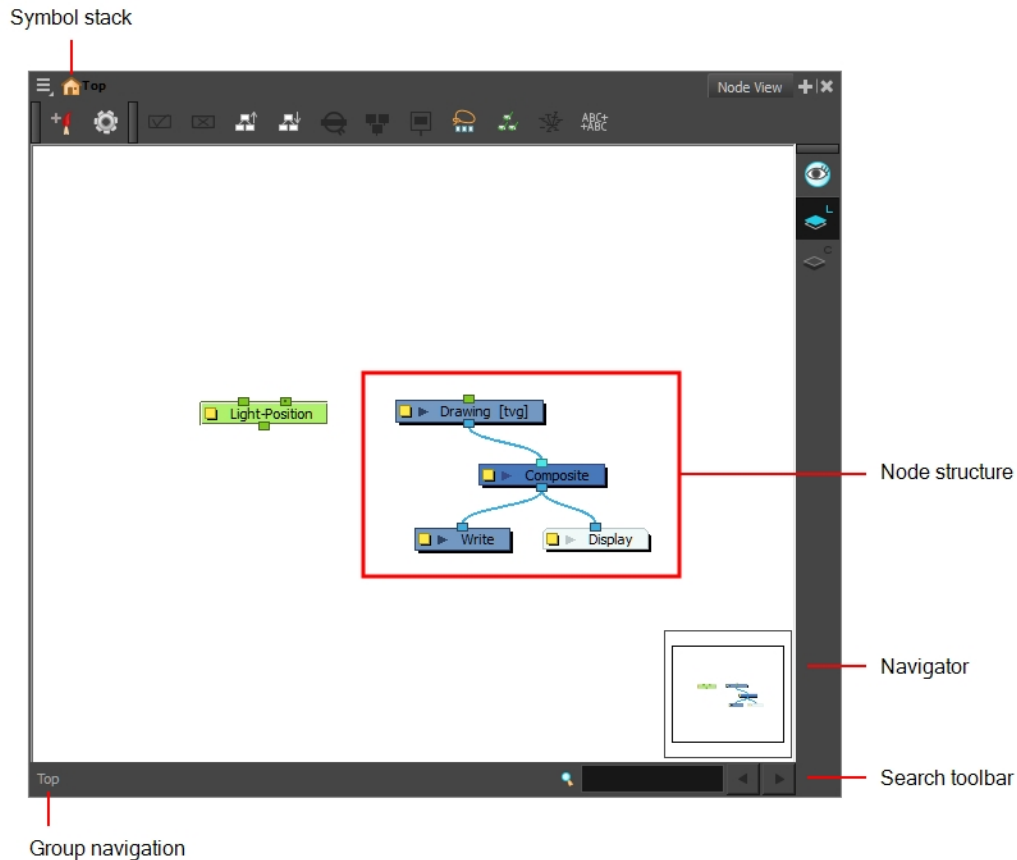 Symbol stack
Top
Node View
ABC+
+ABC
L
C
Light-Position
Drawing [tvg]
Composite
Node structure
Write
Display
Navigator
Top
Search toolbar
Group navigation